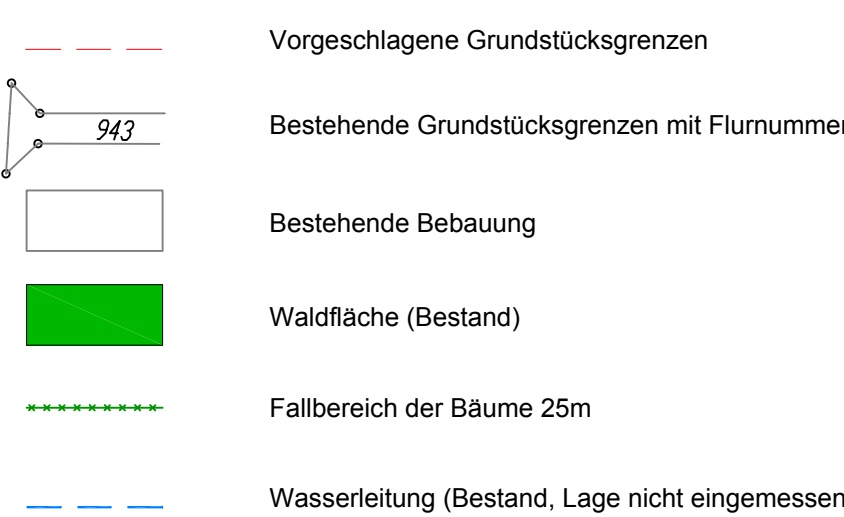 Vorgeschlagene Grundstücksgrenzen
943
Bestehende Grundstücksgrenzen mit Flurnummer
Bestehende Bebauung
Waldfläche (Bestand)
Fallbereich der Bäume 25m
Wasserleitung (Bestand, Lage nicht eingemessen